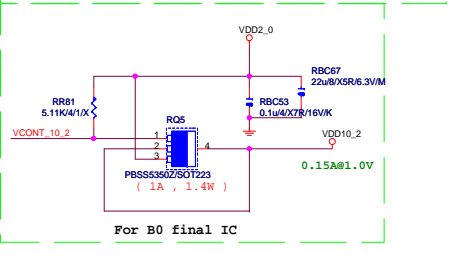 VDD2_0
RBC67
22u/8/X5R/6.3V/M
RR81
5.11K/4/1/X
RBC53
0.1u/4/X7R/16V/K
VCONT_10_2
RQ5
1
2
3
4
VDD10_2
0.15A@1.0V
PBSS5350Z/SOT223
( 1A , 1.4W )
For B0 final IC